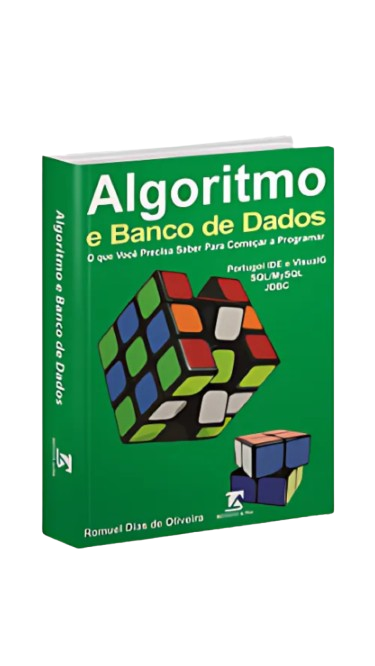 Algoritmo
e Banco de Dados
O que Você Precisa Saber Para Começar a Programar
Portugol IDE e VisualG
SQL/MySQL
JDBC
Romuel Dias de Oliveira
Algoritmo e Banco de Dados